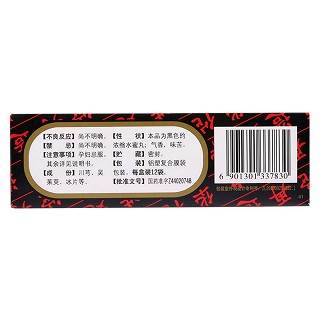 【不良反应】尚不明确。
【禁　　忌】尚不明确。
【注意事项】孕妇忌服。
其余详见说明书。
【成　　份】川芎、吴
茱萸、冰片等。
【性　　状】本品为黑色的
浓缩水蜜丸；气香，味苦。
【贮　　藏】密封。
【包　　装】铝塑复合膜袋
包装，每盒装12袋。
【批准文号】国药准字Z44020748
6 901301 337830